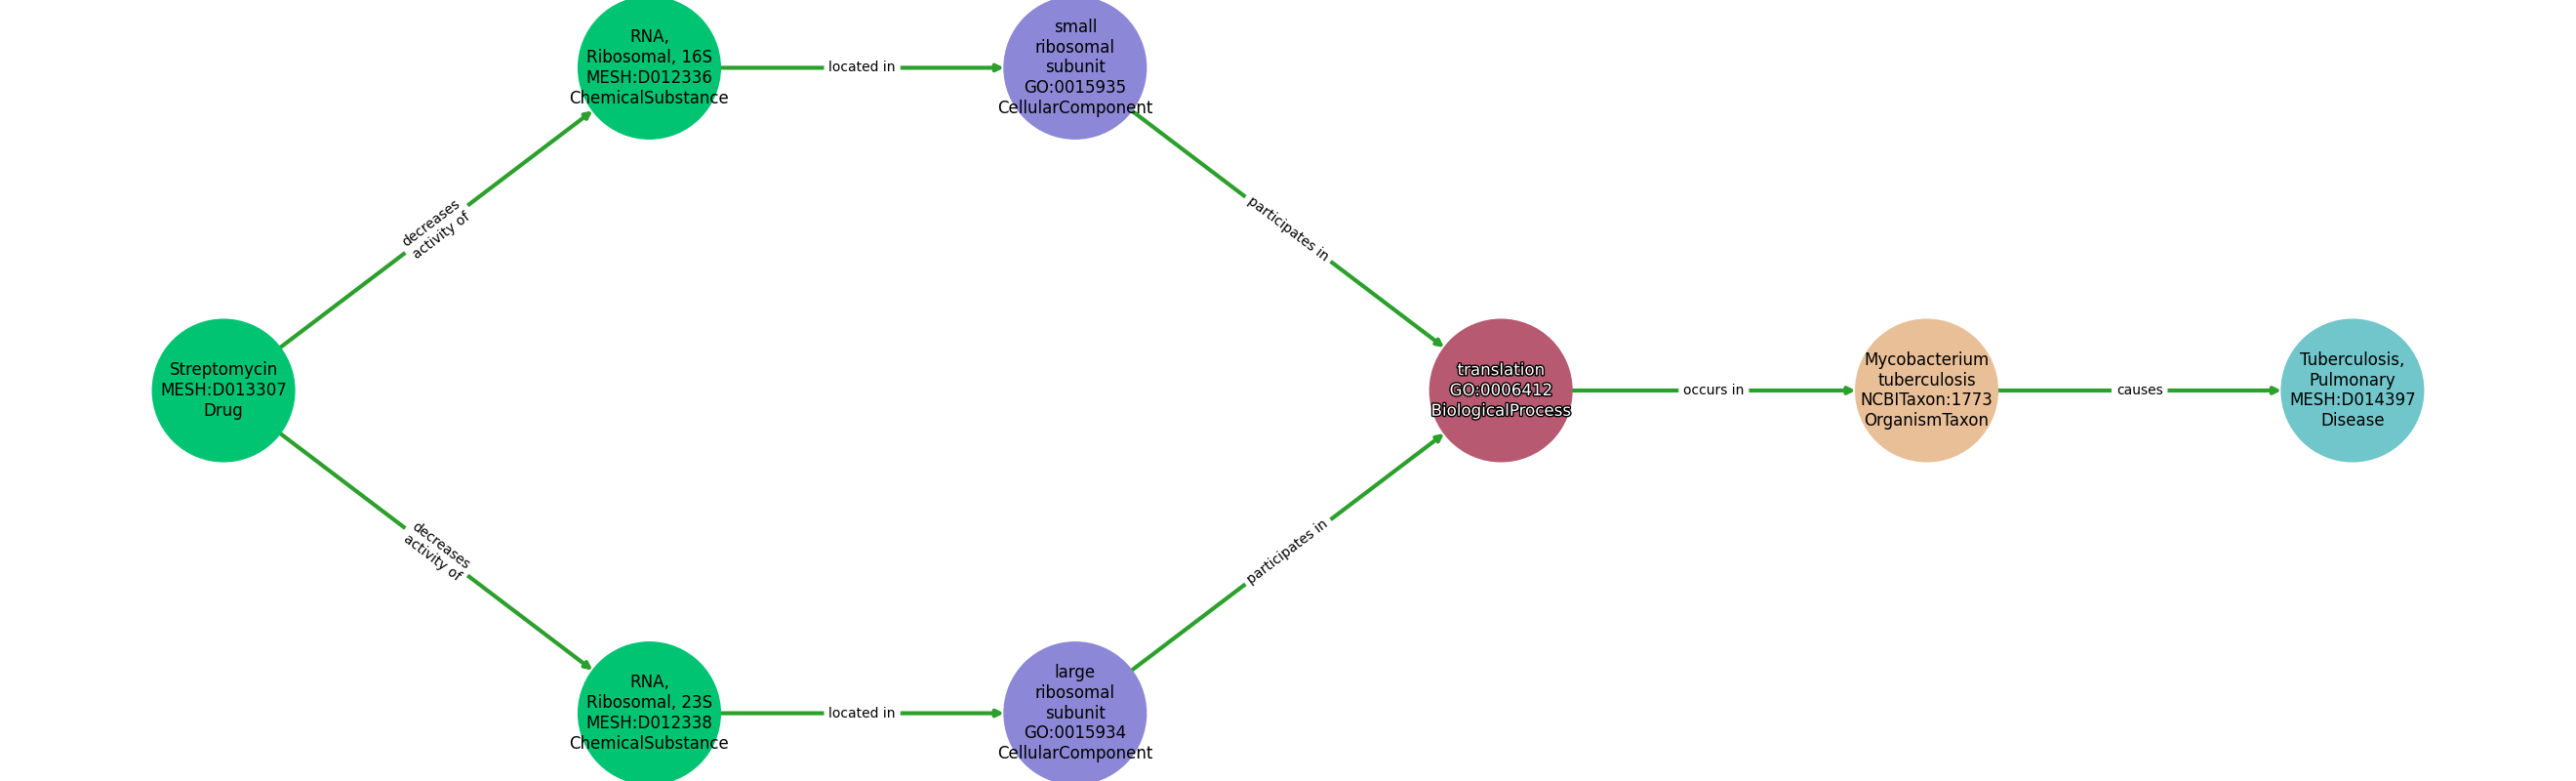 RNA,
Ribosomal, 16S
MESH:D012336
ChemicalSubstance
located in
small
ribosomal
subunit
GO:0015935
CellularComponent
decreases
activity of
participates in
Streptomycin
MESH:D013307
Drug
translation
GO:0006412
BiologicalProcess
occurs in
Mycobacterium
tuberculosis
NCBITaxon:1773
OrganismTaxon
causes
Tuberculosis,
Pulmonary
MESH:D014397
Disease
decreases
activity of
participates in
RNA,
Ribosomal, 23S
MESH:D012338
ChemicalSubstance
located in
large
ribosomal
subunit
GO:0015934
CellularComponent